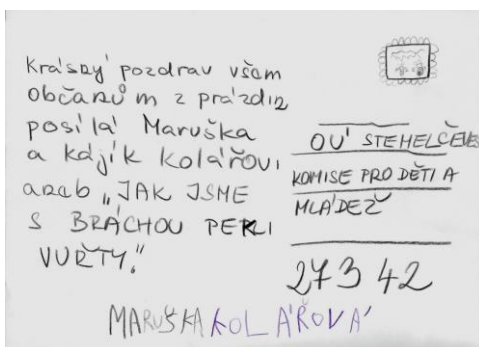 Krásný pozdrav všem
občanům z prázdin
posílá Maruška
a Kájík Kolářovi
aneb „JAK JSME
S BRÁCHOU PEKLI
VUŘTY."
OÚ STEHELČEVES
KOMISE PRO DĚTI A
MLÁDEŽ
273 42
MARUŠKA KOLÁŘOVÁ